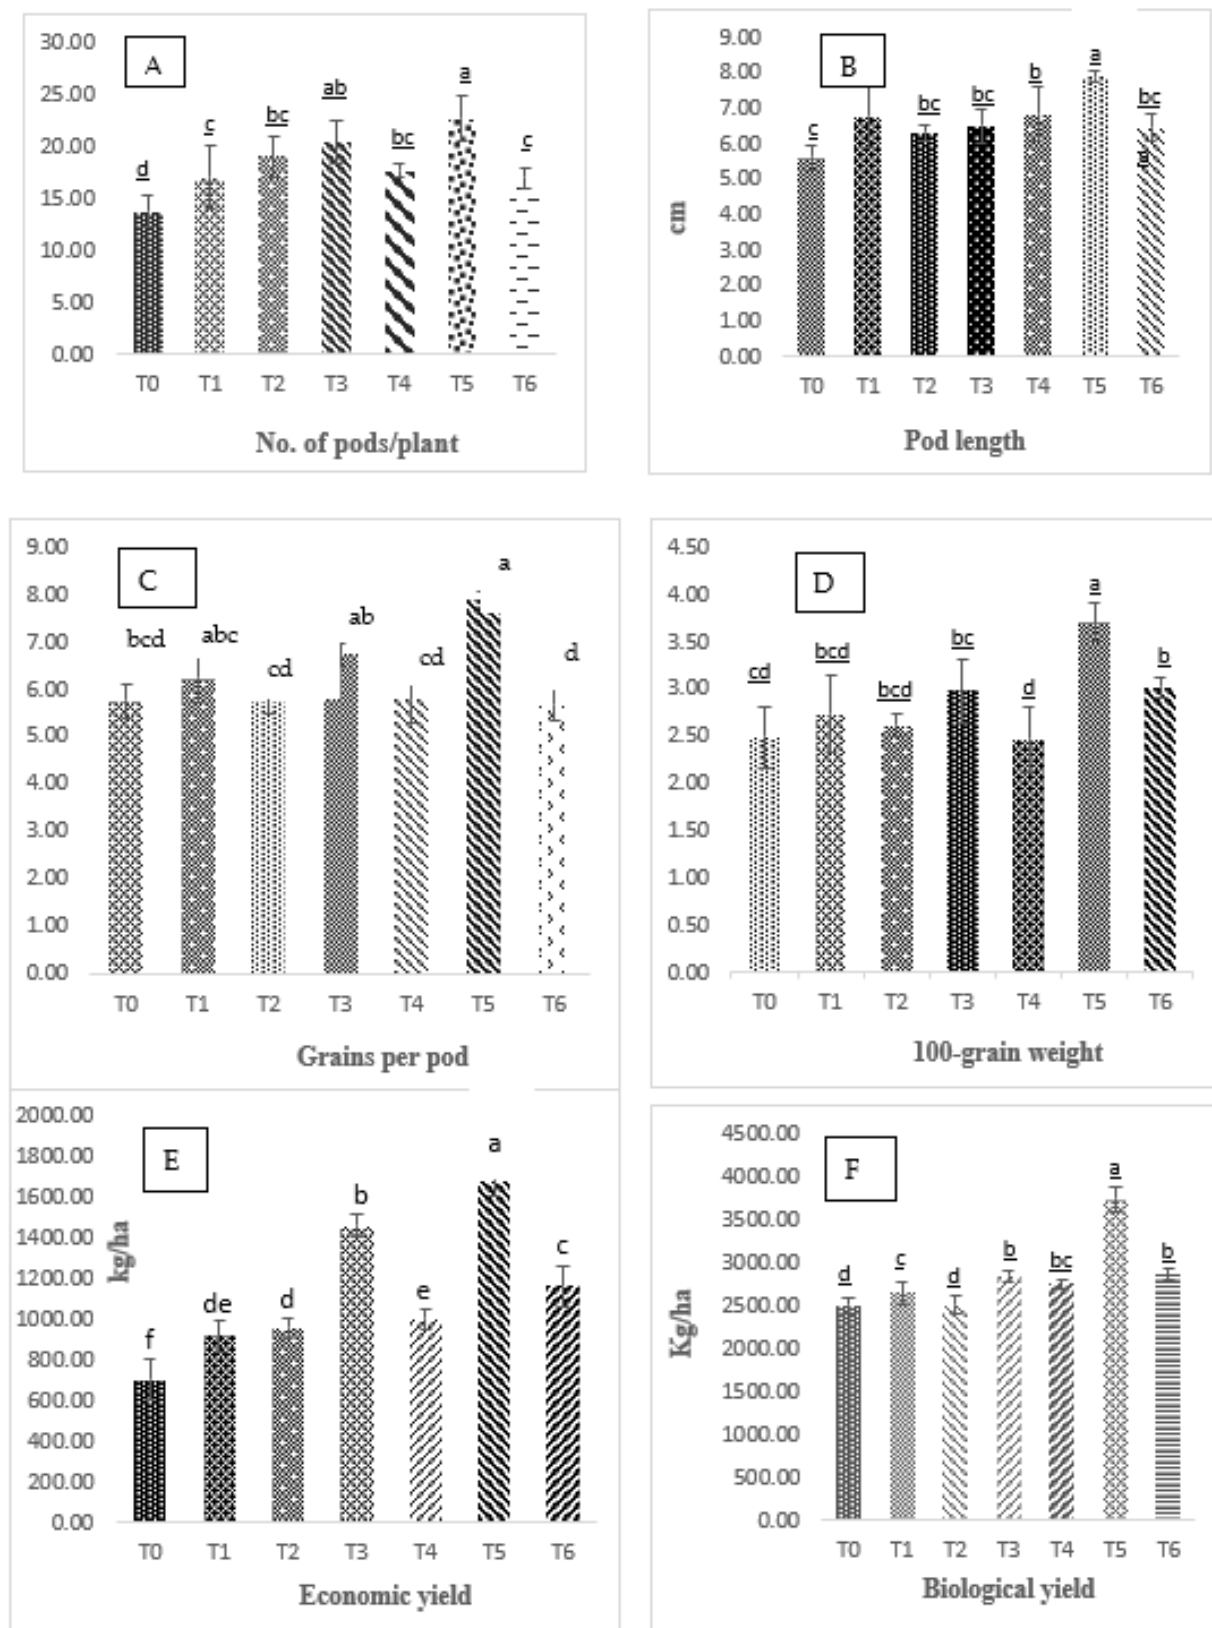 A
30.00
25.00
20.00
15.00
10.00
5.00
0.00
d
c
bc
ab
bc
a
c
T0 T1 T2 T3 T4 T5 T6
No. of pods/plant
B
9.00
8.00
7.00
6.00
5.00
4.00
3.00
2.00
1.00
0.00
cm
c
bc
bc
b
a
bc
T0 T1 T2 T3 T4 T5 T6
Pod length
C
9.00
8.00
7.00
6.00
5.00
4.00
3.00
2.00
1.00
0.00
bcd
abc
cd
ab
cd
a
d
T0 T1 T2 T3 T4 T5 T6
Grains per pod
D
4.50
4.00
3.50
3.00
2.50
2.00
1.50
1.00
0.50
0.00
cd
bcd
bcd
bc
d
a
b
T0 T1 T2 T3 T4 T5 T6
100-grain weight
E
2000.00
1800.00
1600.00
1400.00
1200.00
1000.00
800.00
600.00
400.00
200.00
0.00
kg/ha
f
de
d
b
e
a
c
T0 T1 T2 T3 T4 T5 T6
Economic yield
F
4500.00
4000.00
3500.00
3000.00
2500.00
2000.00
1500.00
1000.00
500.00
0.00
Kg/ha
d
c
d
b
bc
a
b
T0 T1 T2 T3 T4 T5 T6
Biological yield